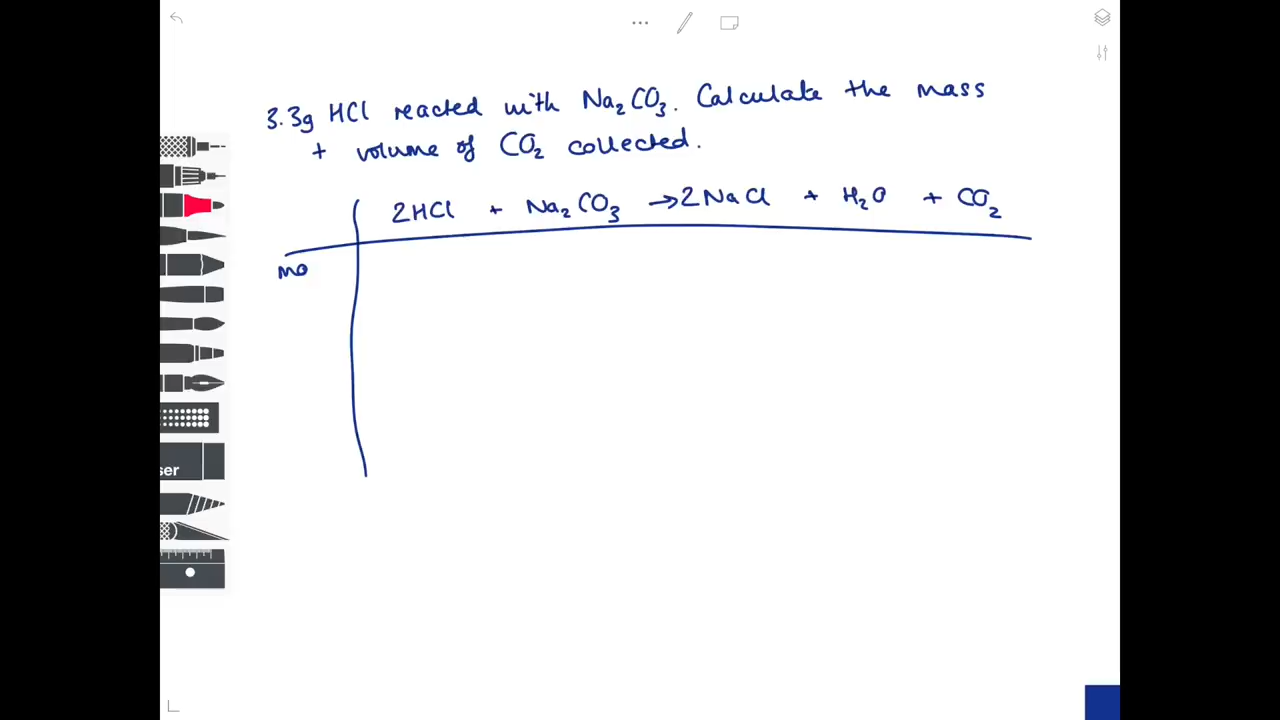 3.3g HCl reacted with Na₂CO₃. Calculate the mass
+ volume of CO₂ collected.
2HCl + Na₂CO₃ → 2NaCl + H₂O + CO₂
mo
ser